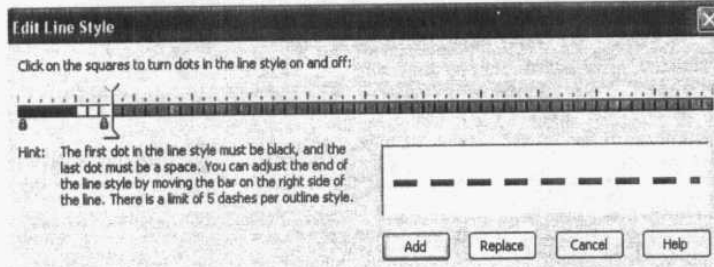 Edit Line Style
Click on the squares to turn dots in the line style on and off:
Hint: The first dot in the line style must be black, and the
last dot must be a space. You can adjust the end of
the line style by moving the bar on the right side of
the line. There is a limit of 5 dashes per outline style.
Add Replace Cancel Help